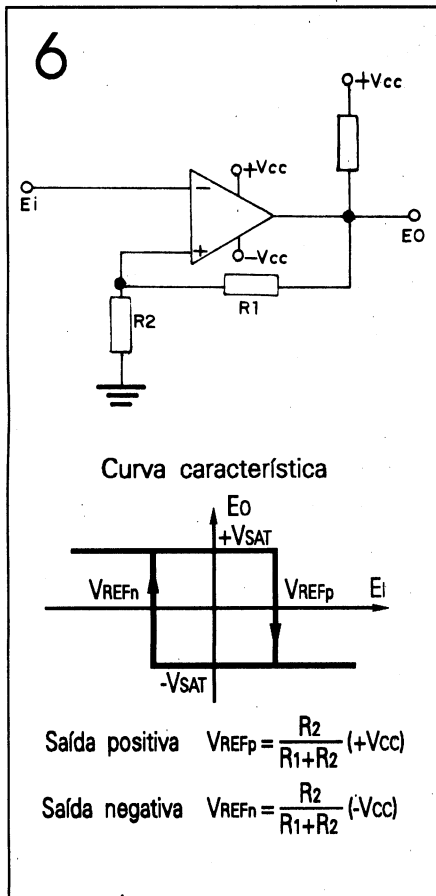 6
+Vcc
+Vcc
Ei
−
+
−Vcc
EO
R1
R2
Curva característica
EO
+VSAT
VREFn
VREFp
EI
-VSAT
Saída positiva VREFp = R2/R1+R2 (+Vcc)
Saída negativa VREFn = R2/R1+R2 (-Vcc)